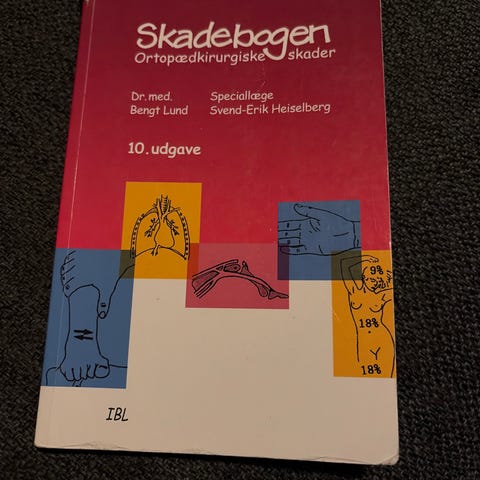 Skadebogen
Ortopædkirurgiske skader
Dr. med. Speciallæge
Bengt Lund Svend-Erik Heiselberg
10. udgave
9%
18%
18%
IBL